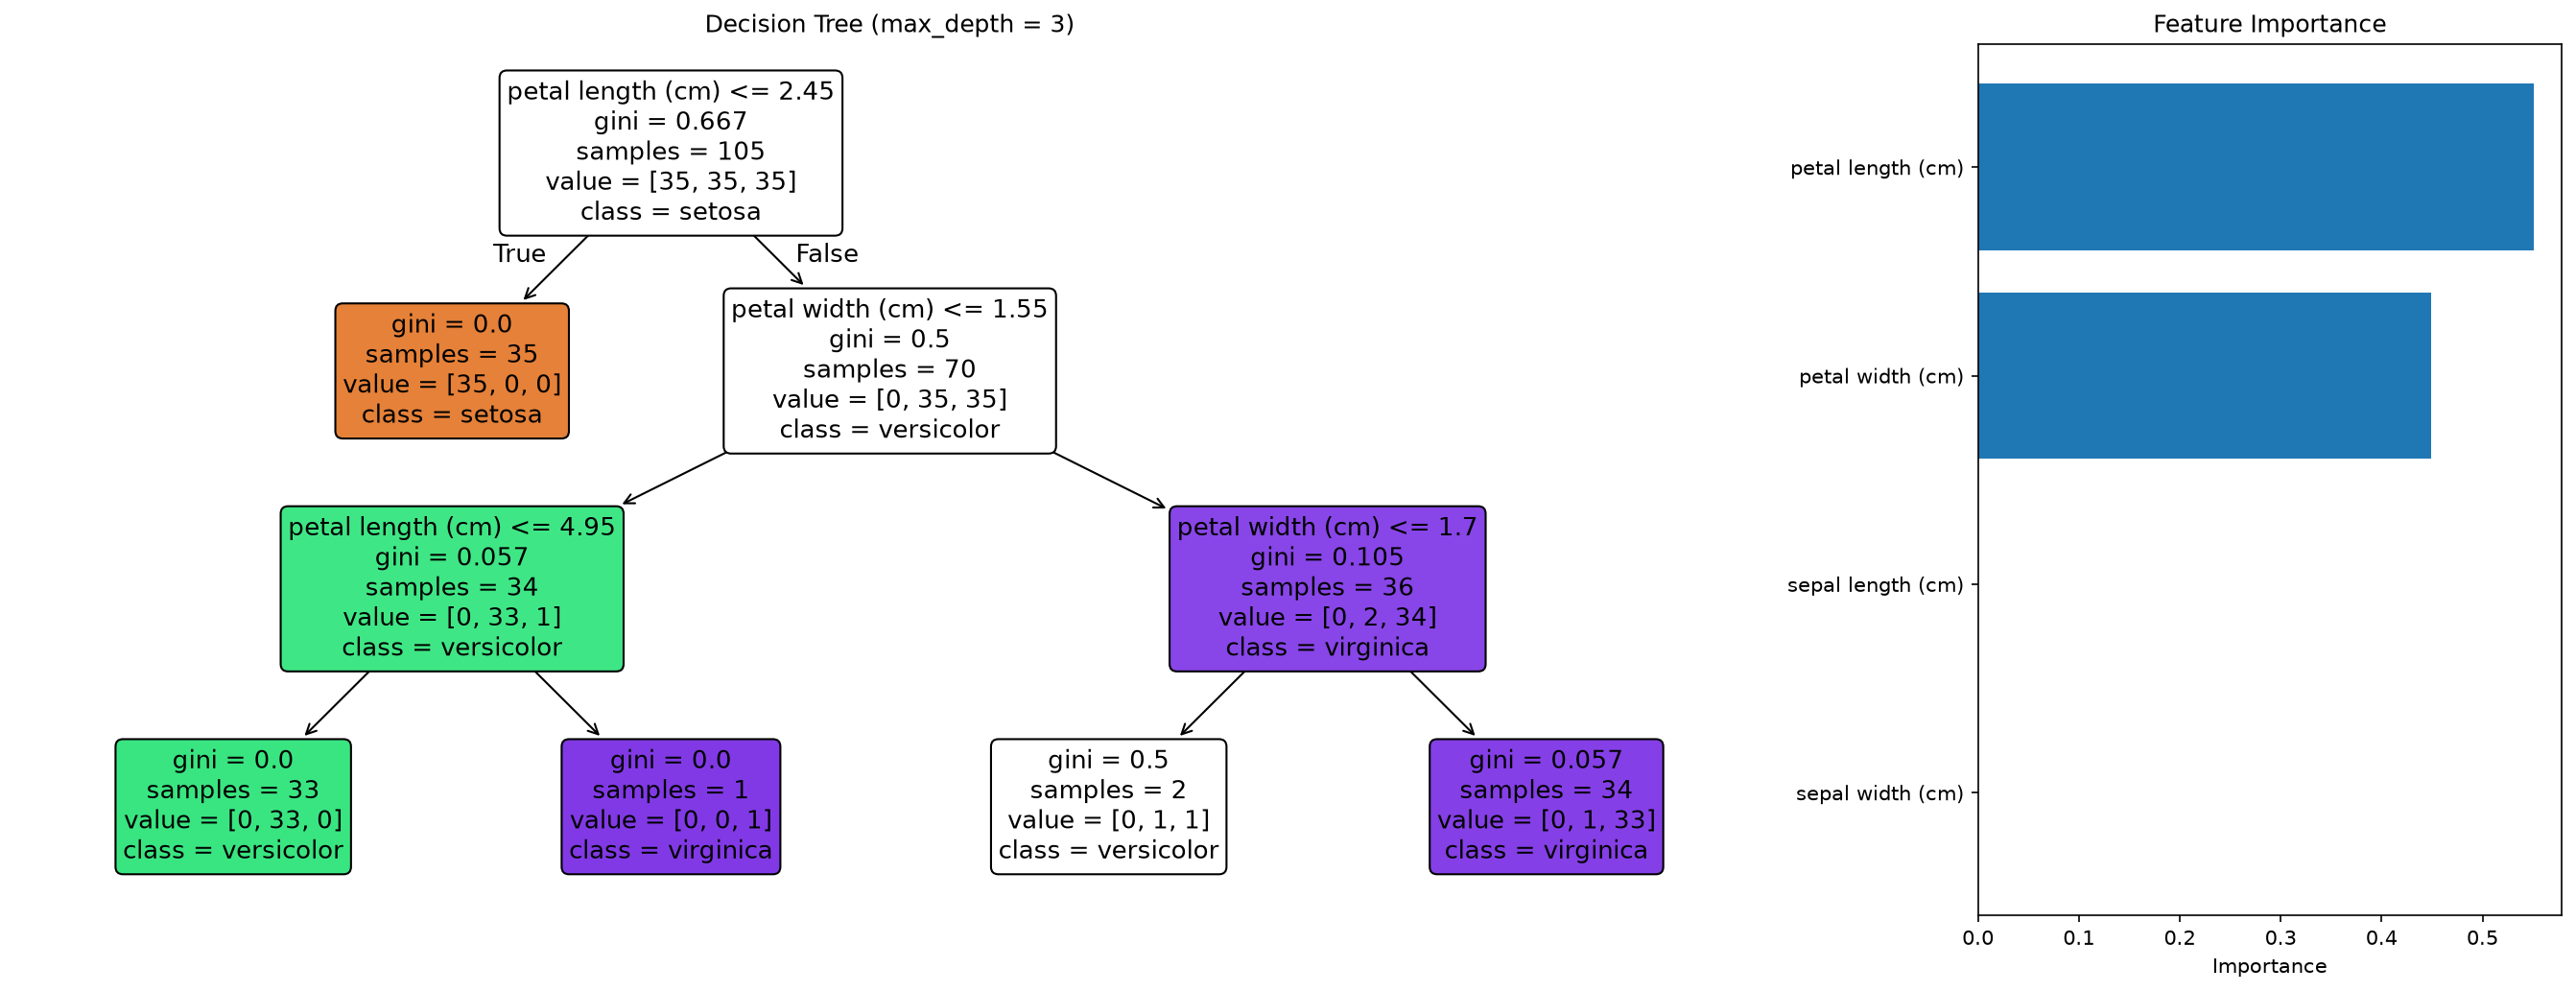 Decision Tree (max_depth = 3)
petal length (cm) <= 2.45
gini = 0.667
samples = 105
value = [35, 35, 35]
class = setosa
True
False
gini = 0.0
samples = 35
value = [35, 0, 0]
class = setosa
petal width (cm) <= 1.55
gini = 0.5
samples = 70
value = [0, 35, 35]
class = versicolor
petal length (cm) <= 4.95
gini = 0.057
samples = 34
value = [0, 33, 1]
class = versicolor
petal width (cm) <= 1.7
gini = 0.105
samples = 36
value = [0, 2, 34]
class = virginica
gini = 0.0
samples = 33
value = [0, 33, 0]
class = versicolor
gini = 0.0
samples = 1
value = [0, 0, 1]
class = virginica
gini = 0.5
samples = 2
value = [0, 1, 1]
class = versicolor
gini = 0.057
samples = 34
value = [0, 1, 33]
class = virginica
Feature Importance
petal length (cm)
petal width (cm)
sepal length (cm)
sepal width (cm)
0.0 0.1 0.2 0.3 0.4 0.5
Importance